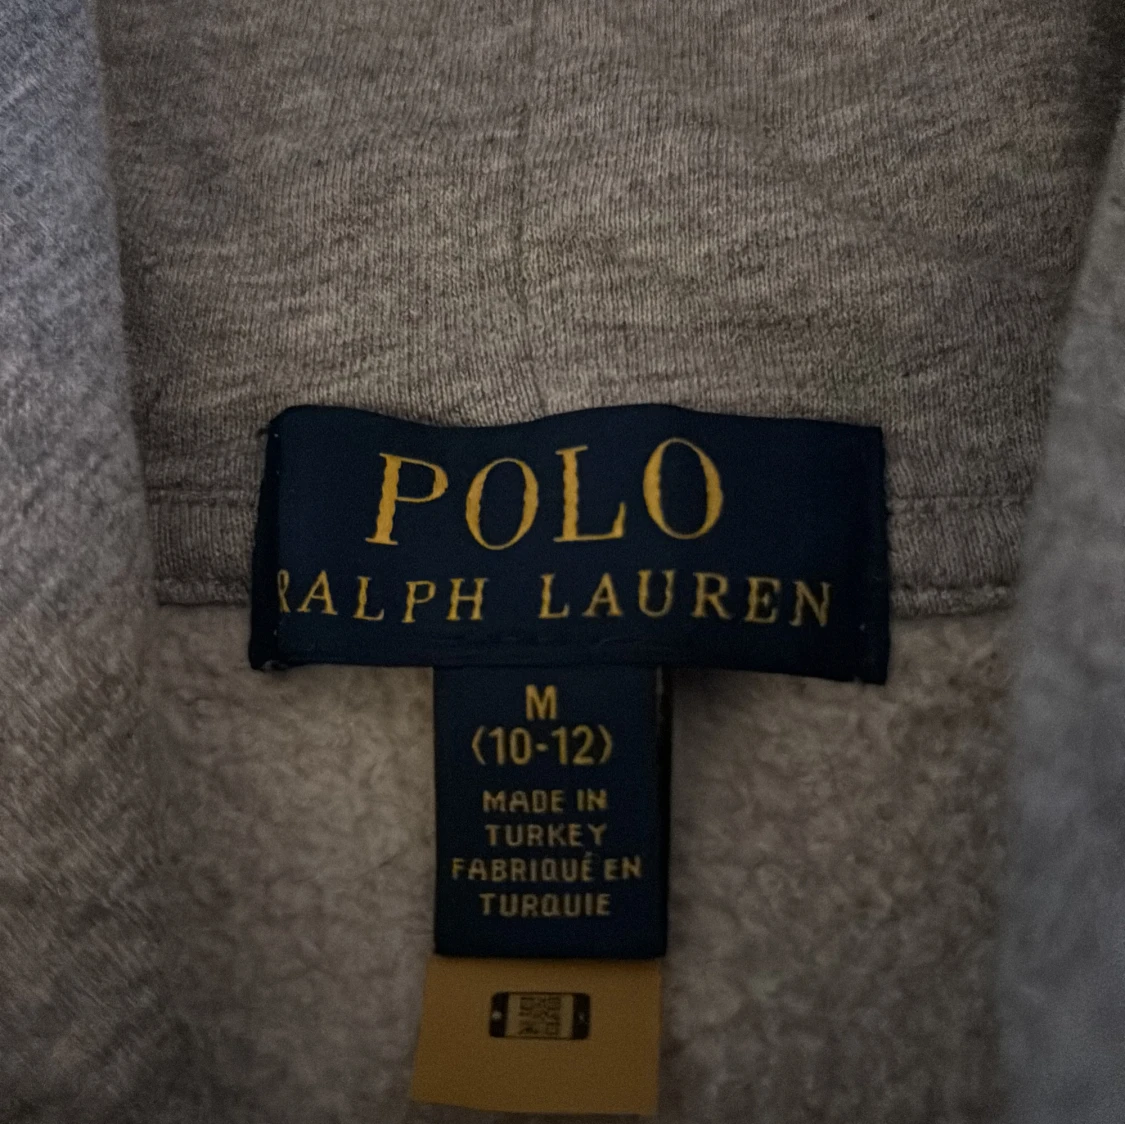 POLO
RALPH LAUREN
M
(10-12)
MADE IN
TURKEY
FABRIQUÉ EN
TURQUIE